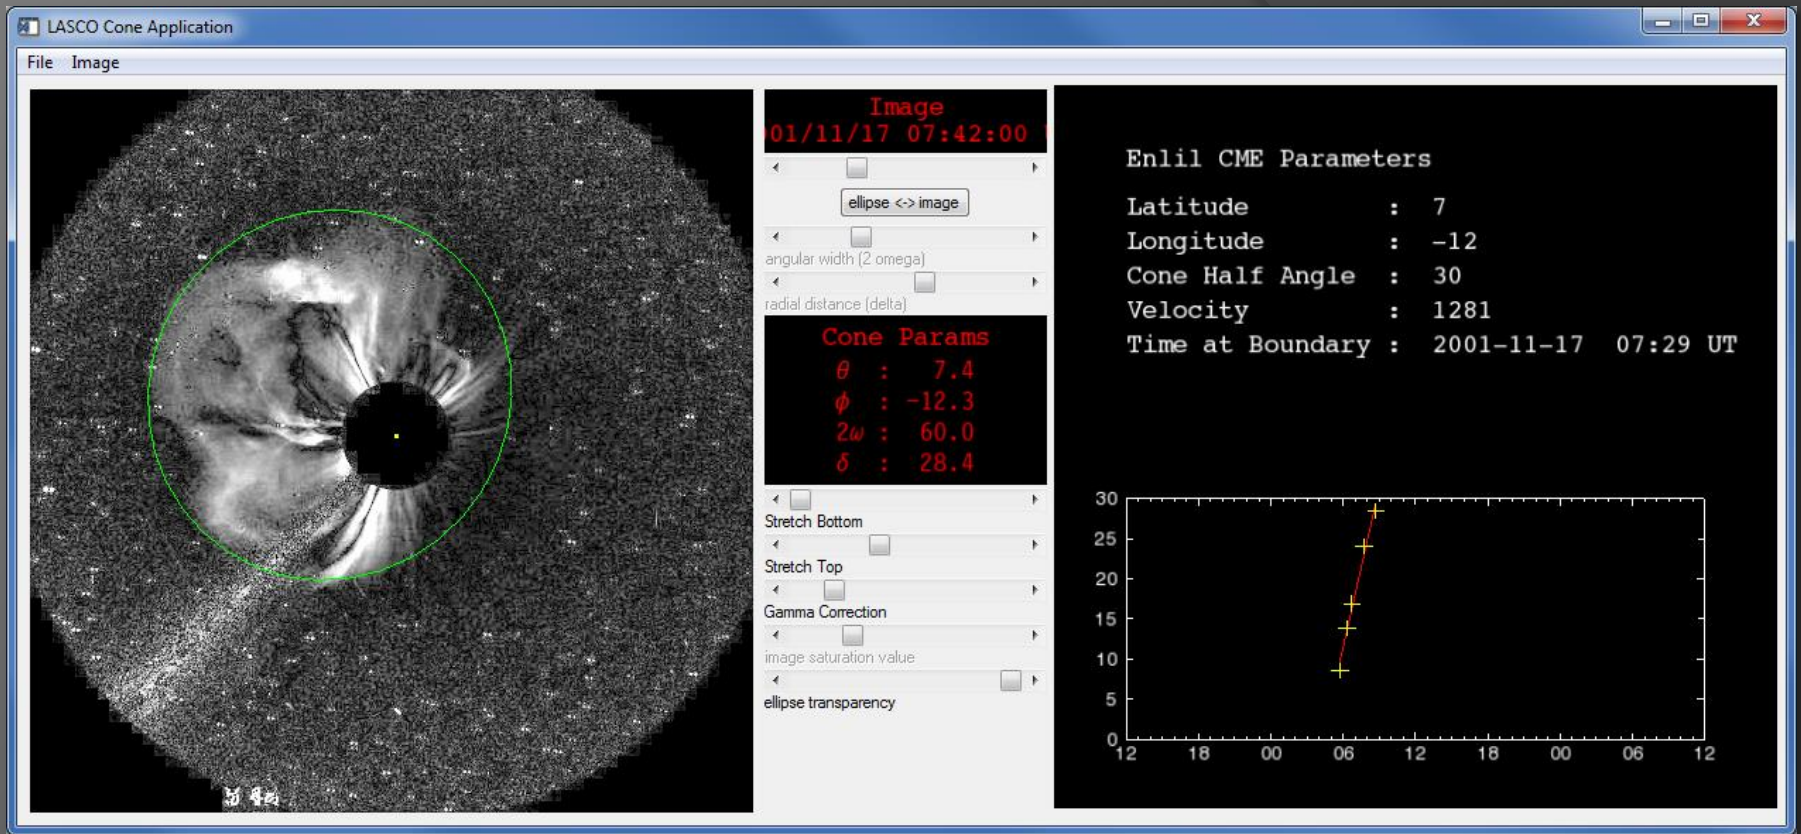 LASCO Cone Application
File Image
Image
001/11/17 07:42:00
ellipse <-> image
angular width (2 omega)
radial distance (delta)
Cone Params
θ : 7.4
ϕ : -12.3
2ω : 60.0
δ : 28.4
Stretch Bottom
Stretch Top
Gamma Correction
image saturation value
ellipse transparency
Enlil CME Parameters
Latitude : 7
Longitude : -12
Cone Half Angle : 30
Velocity : 1281
Time at Boundary : 2001-11-17 07:29 UT
30
25
20
15
10
5
0
12 18 00 06 12 18 00 06 12